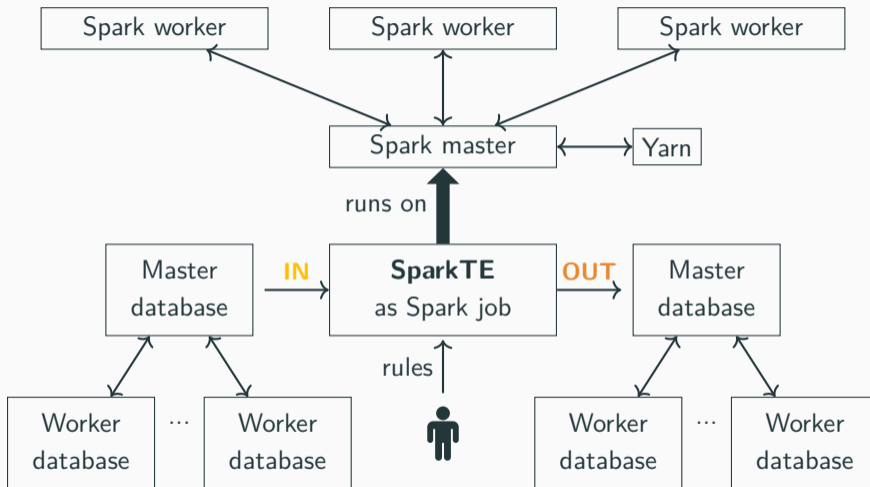 Spark worker
Spark worker
Spark worker
Spark master
Yarn
runs on
Master
database
IN
SparkTE
as Spark job
OUT
Master
database
rules
Worker
database
...
Worker
database
Worker
database
...
Worker
database